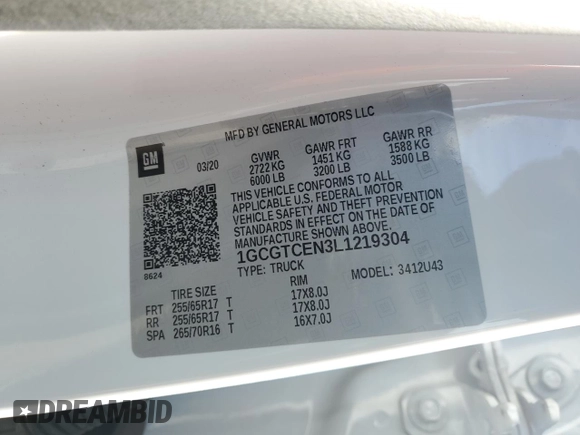 MFD BY GENERAL MOTORS LLC
GM
03/20
GVWR GAWR FRT GAWR RR
2722 KG 1451 KG 1588 KG
6000 LB 3200 LB 3500 LB
THIS VEHICLE CONFORMS TO ALL
APPLICABLE U.S. FEDERAL MOTOR
VEHICLE SAFETY AND THEFT PREVENTION
STANDARDS IN EFFECT ON THE DATE OF
MANUFACTURE SHOWN ABOVE.
8624
1GCGTCEN3L1219304
TYPE: TRUCK MODEL: 3412U43
TIRE SIZE RIM
FRT 255/65R17 T 17X8.0J
RR 255/65R17 T 17X8.0J
SPA 265/70R16 T 16X7.0J
DREAMBID